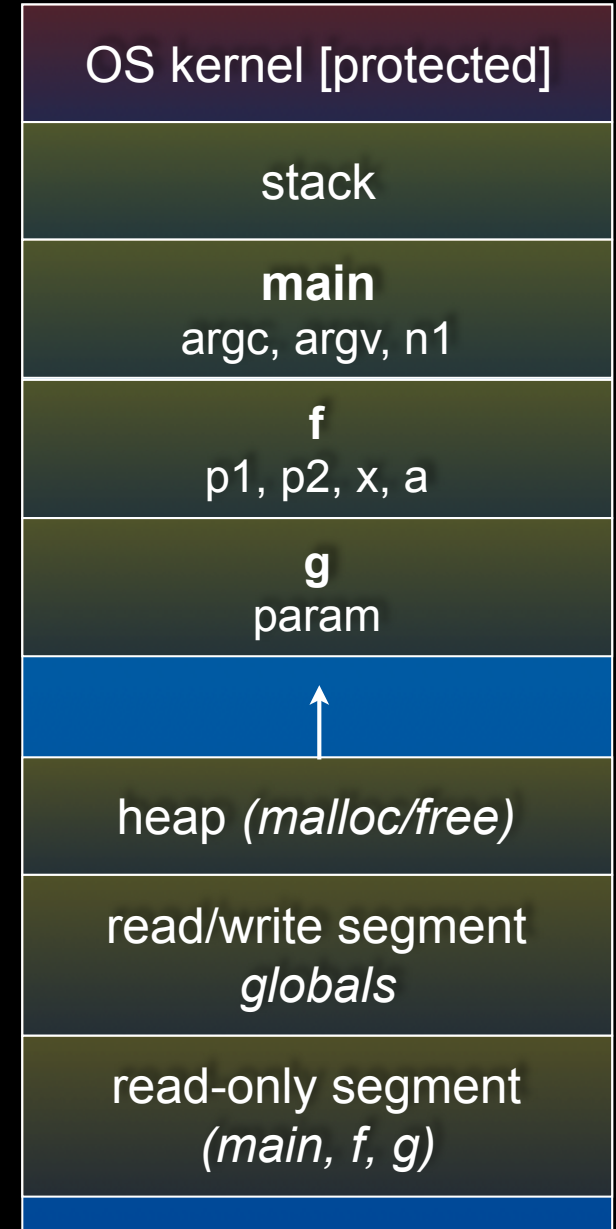 OS kernel [protected]
stack
main
argc, argv, n1
f
p1, p2, x, a
g
param
heap (malloc/free)
read/write segment
globals
read-only segment
(main, f, g)